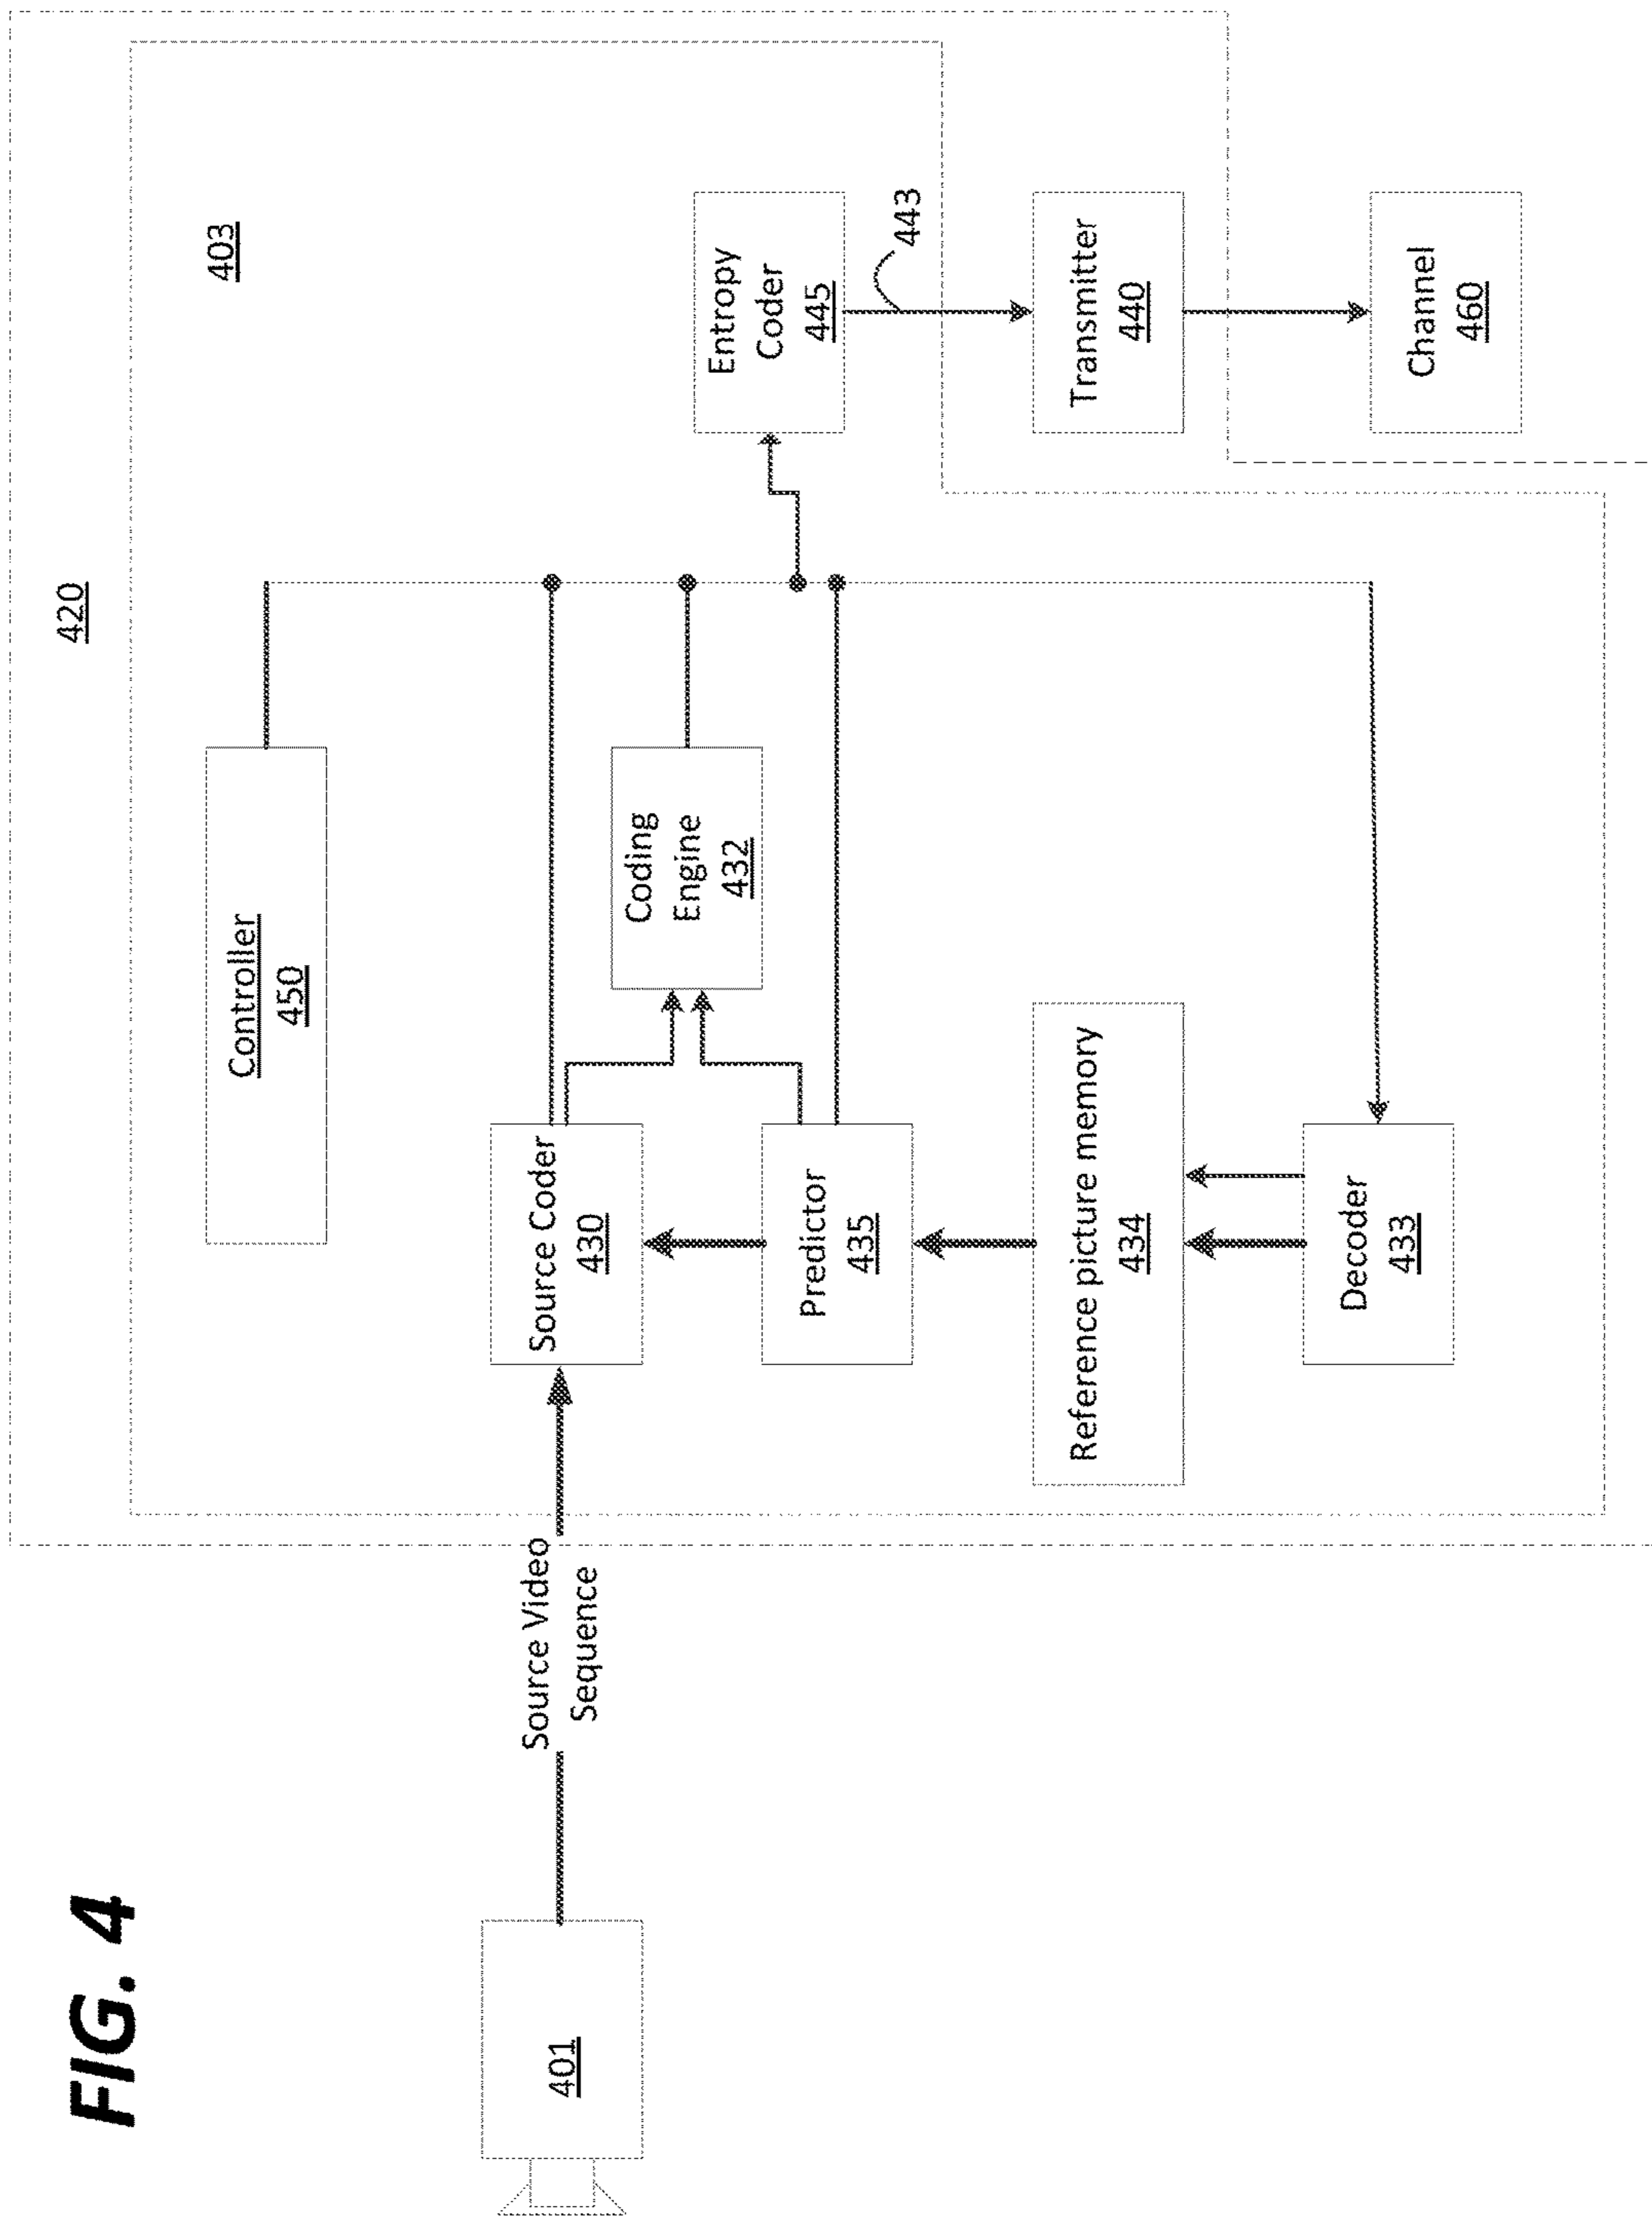 FIG. 4
420
403
Controller
450
401
Source Video
Sequence
Source Coder
430
Coding
Engine
432
Entropy
Coder
445
443
Predictor
435
Reference picture memory
434
Transmitter
440
Decoder
433
Channel
460